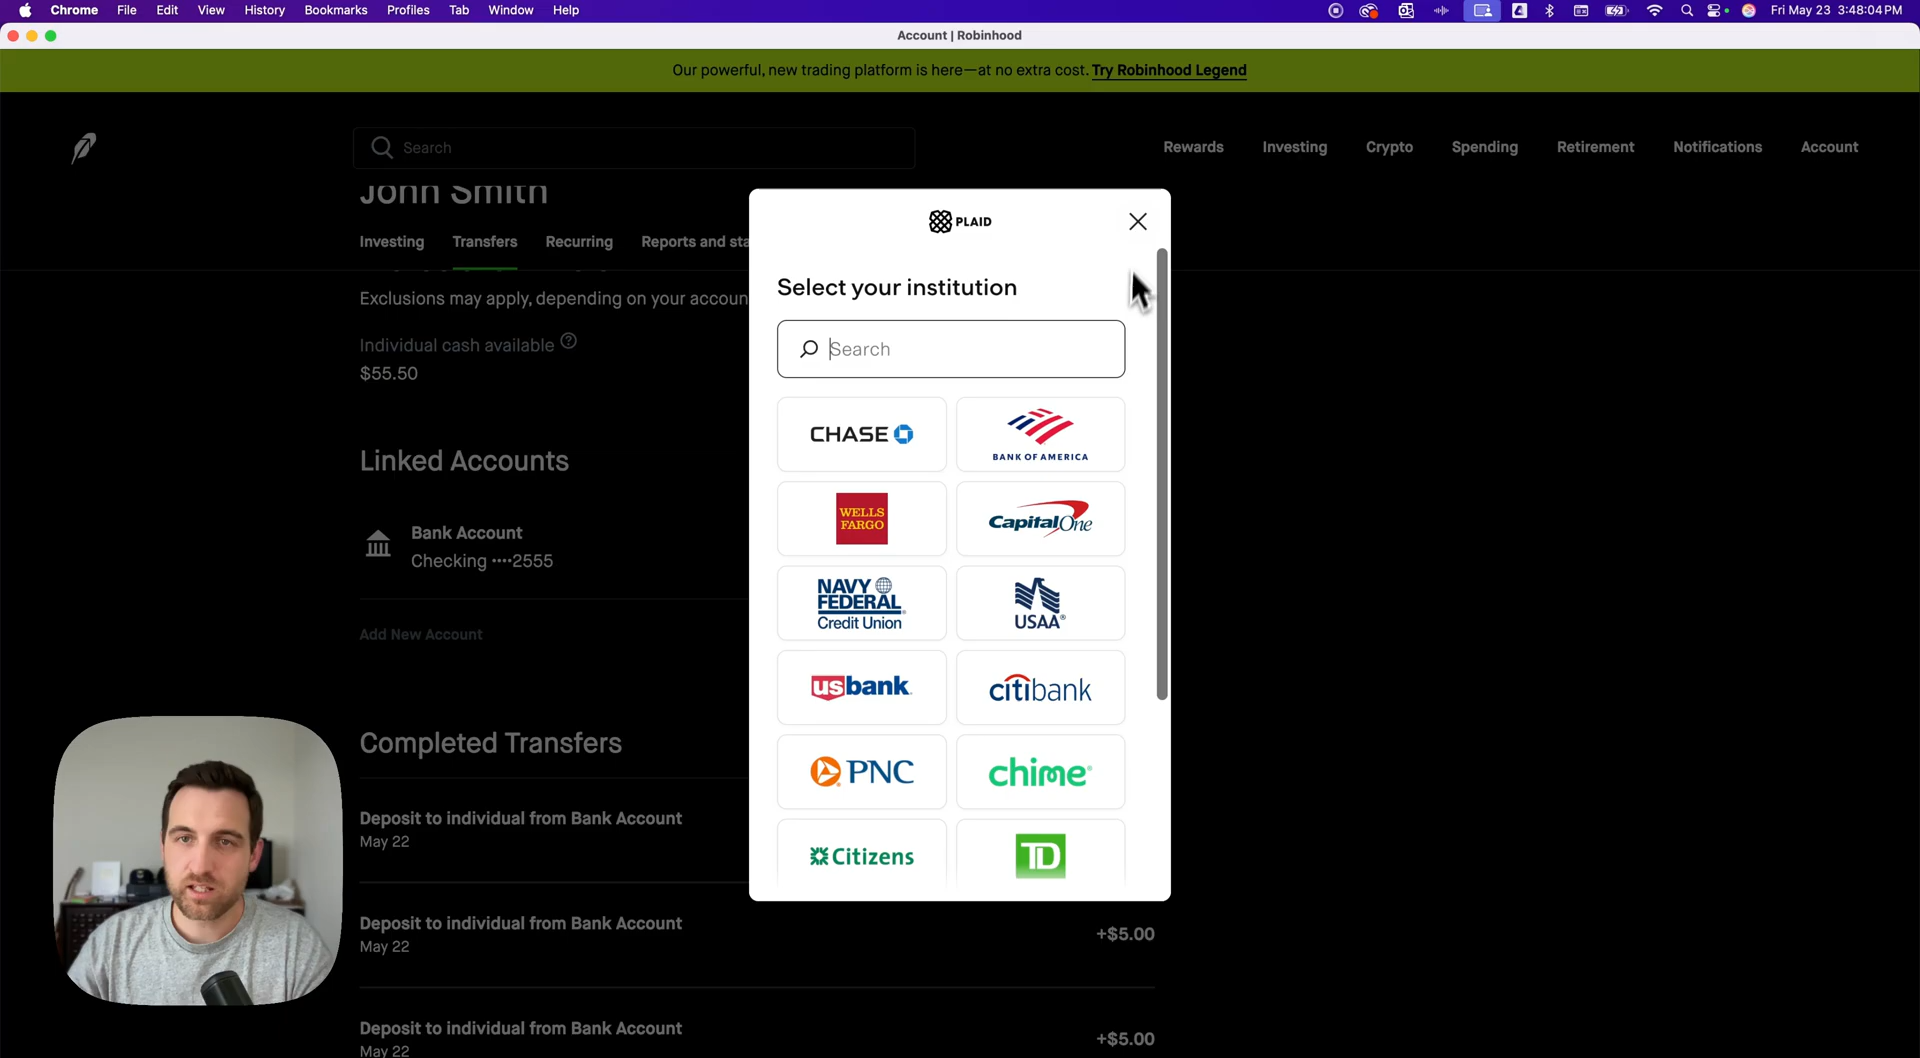 Chrome File Edit View History Bookmarks Profiles Tab Window Help Fri May 23 3:48:04 PM
Account | Robinhood
Our powerful, new trading platform is here—at no extra cost. Try Robinhood Legend
Search
Rewards Investing Crypto Spending Retirement Notifications Account
John Smith
Investing Transfers Recurring Reports and sta
Exclusions may apply, depending on your accoun
Individual cash available
$55.50
Linked Accounts
Bank Account
Checking ····2555
Add New Account
Completed Transfers
Deposit to individual from Bank Account
May 22
Deposit to individual from Bank Account
May 22
+$5.00
Deposit to individual from Bank Account
May 22
+$5.00
PLAID
Select your institution
Search
CHASE
BANK OF AMERICA
WELLS
FARGO
Capital One
NAVY
FEDERAL
Credit Union
USAA®
usbank
citibank
PNC
chime®
Citizens
TD